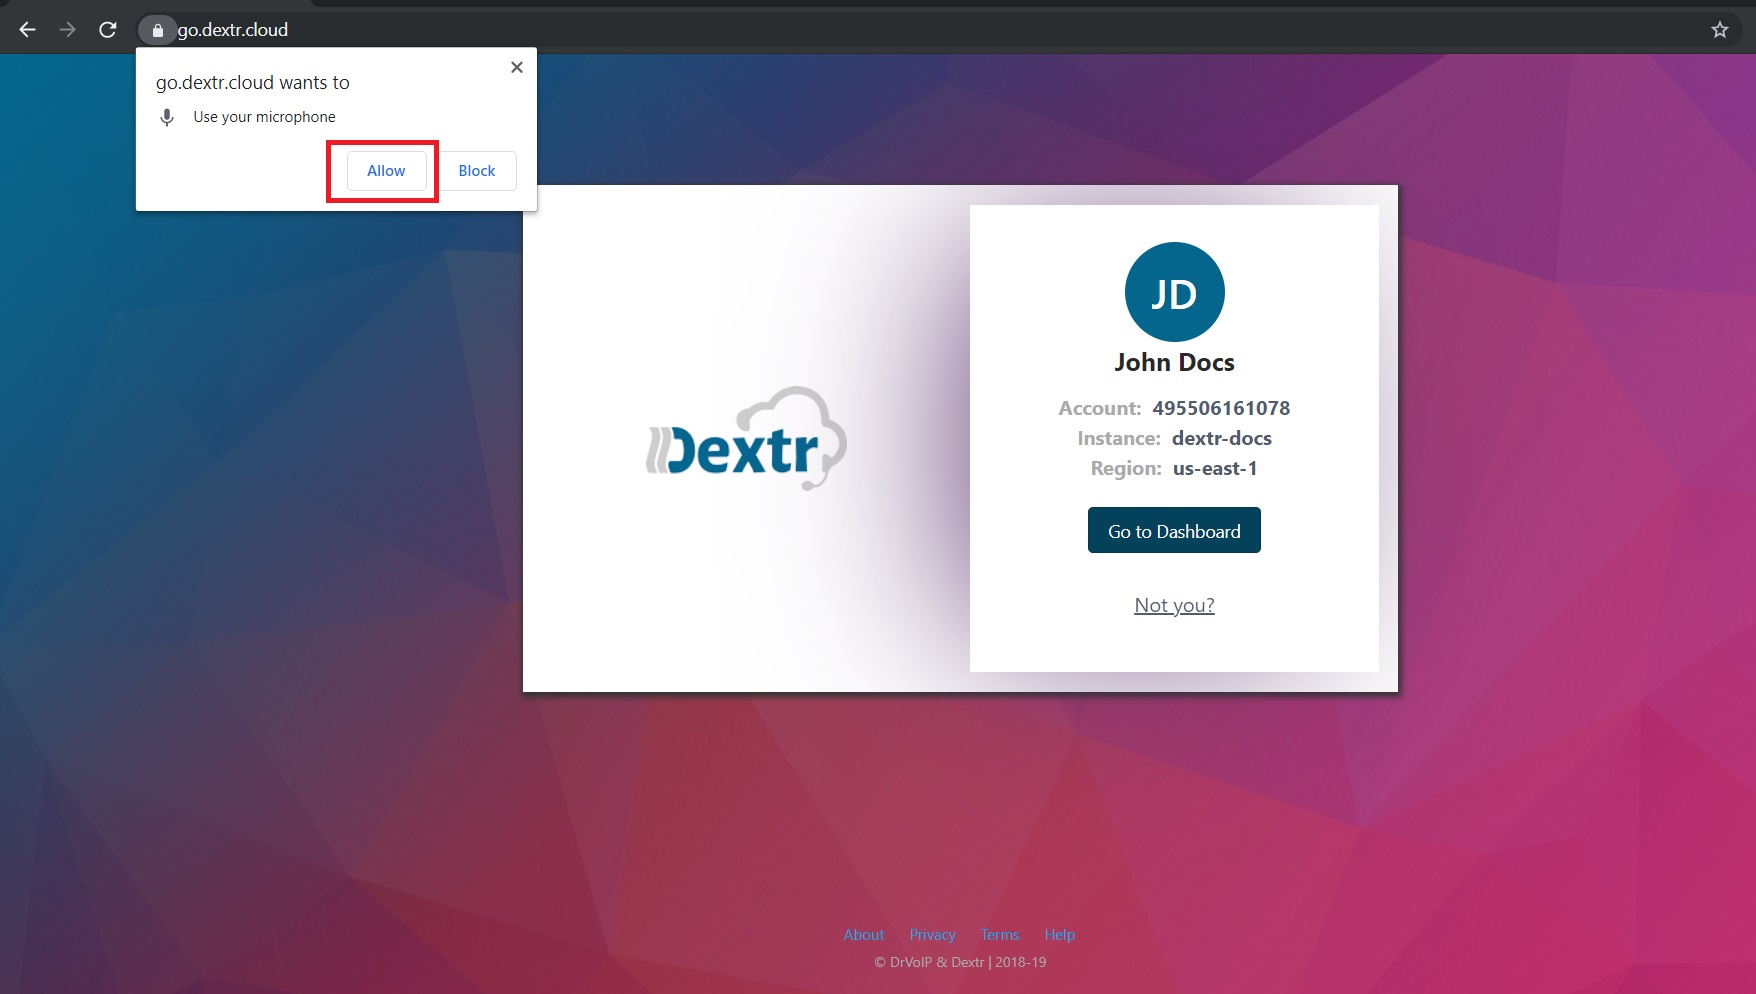 go.dextr.cloud
go.dextr.cloud wants to
Use your microphone
Allow Block
Dextr
JD
John Docs
Account: 495506161078
Instance: dextr-docs
Region: us-east-1
Go to Dashboard
Not you?
About Privacy Terms Help
© DrVoIP & Dextr | 2018-19